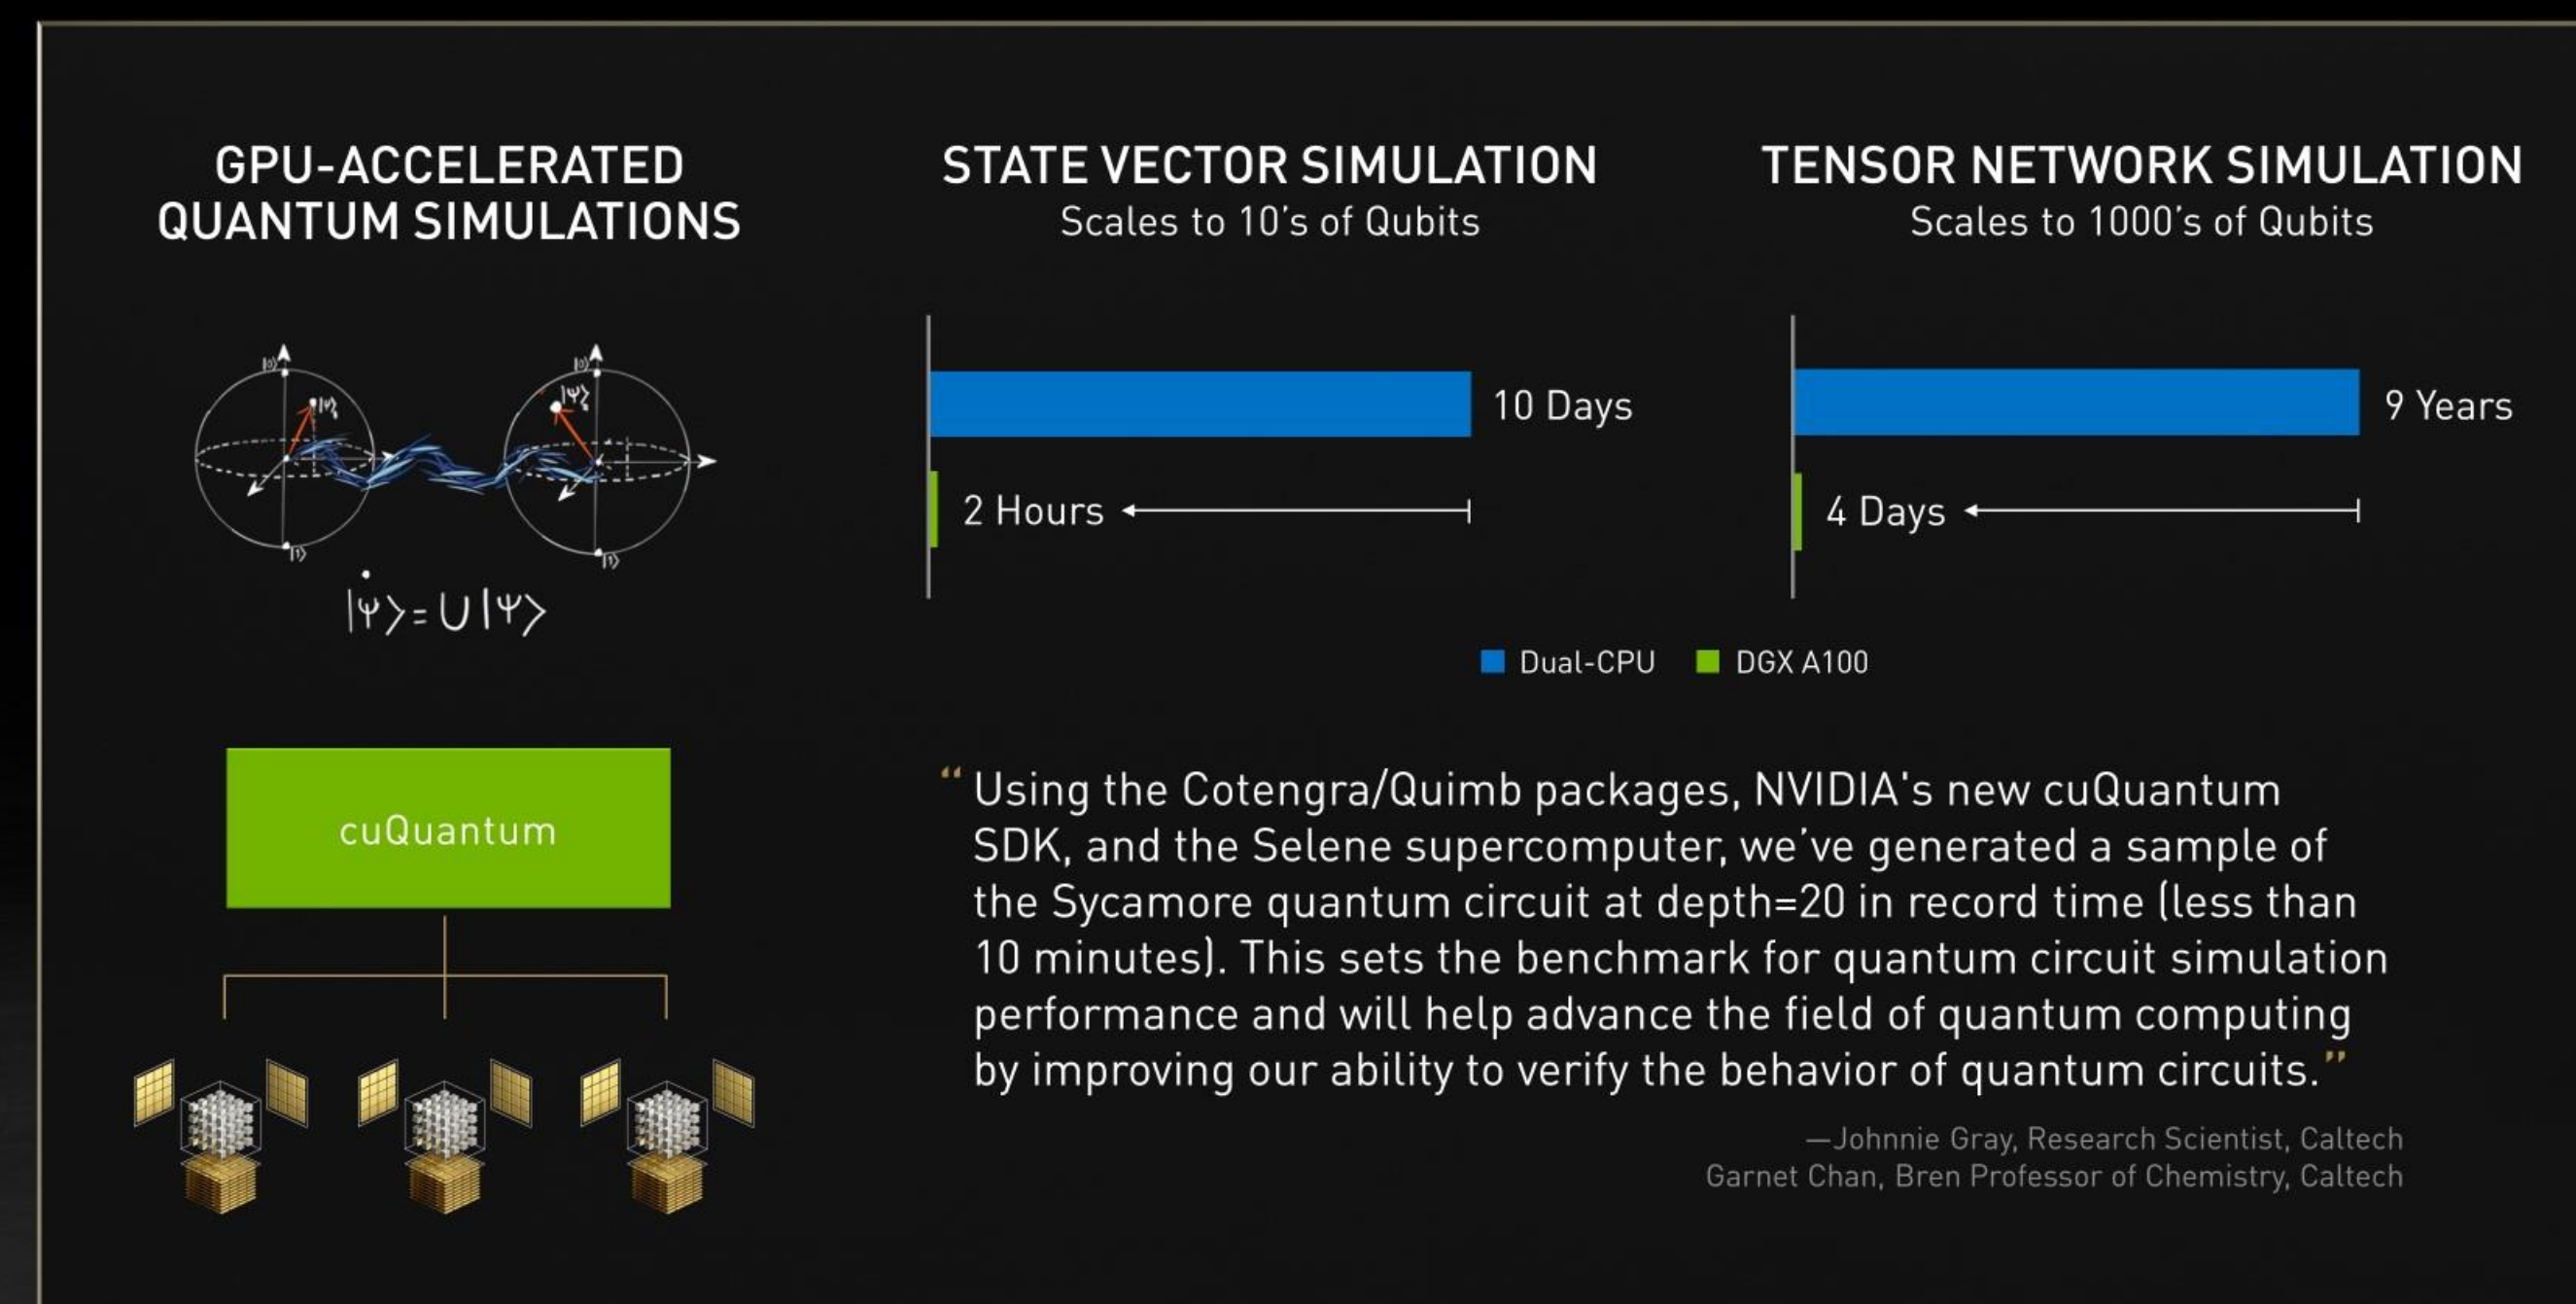 GPU-ACCELERATED
QUANTUM SIMULATIONS
|0⟩
|0⟩
|ψ⟩
|ψ⟩
|1⟩
|1⟩
|ψ̇⟩=U|ψ⟩
cuQuantum
STATE VECTOR SIMULATION
Scales to 10's of Qubits
10 Days
2 Hours
TENSOR NETWORK SIMULATION
Scales to 1000's of Qubits
9 Years
4 Days
Dual-CPU
DGX A100
“ Using the Cotengra/Quimb packages, NVIDIA's new cuQuantum
SDK, and the Selene supercomputer, we've generated a sample of
the Sycamore quantum circuit at depth=20 in record time (less than
10 minutes). This sets the benchmark for quantum circuit simulation
performance and will help advance the field of quantum computing
by improving our ability to verify the behavior of quantum circuits.”
—Johnnie Gray, Research Scientist, Caltech
Garnet Chan, Bren Professor of Chemistry, Caltech